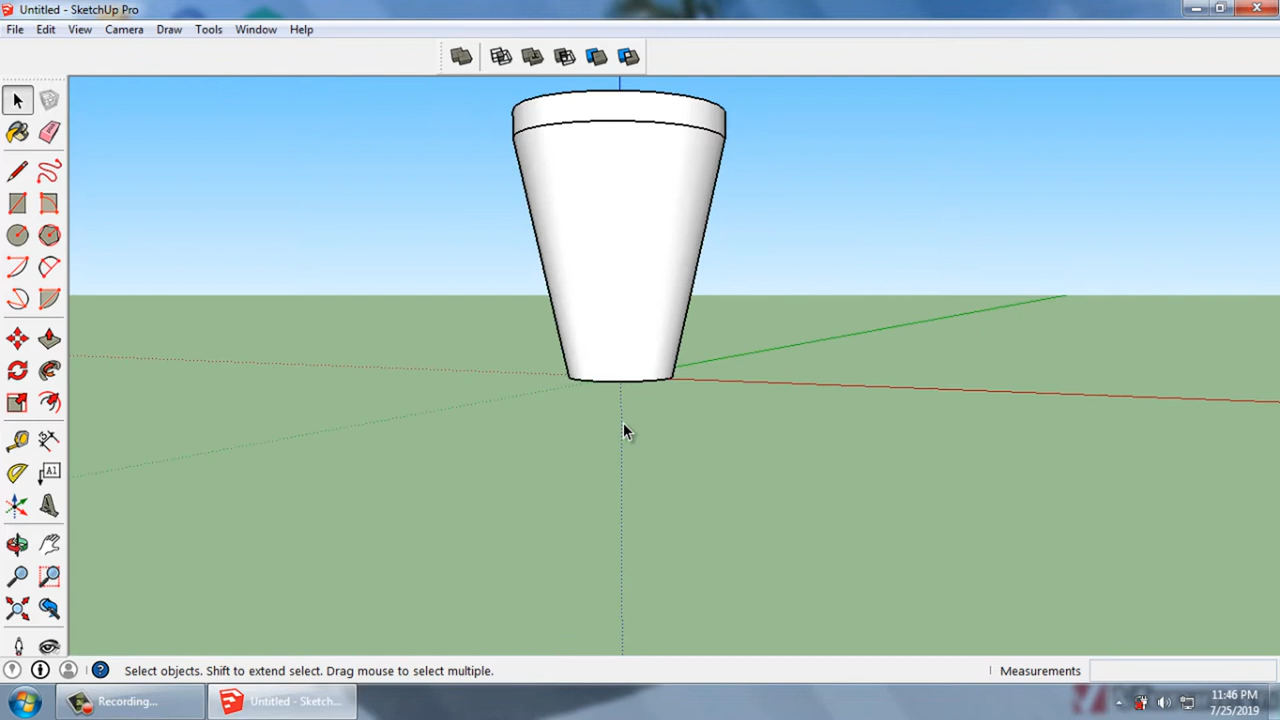 Untitled - SketchUp Pro
File Edit View Camera Draw Tools Window Help
A1
Select objects. Shift to extend select. Drag mouse to select multiple.
Measurements
Recording...
Untitled - Sketch...
11:46 PM
7/25/2019